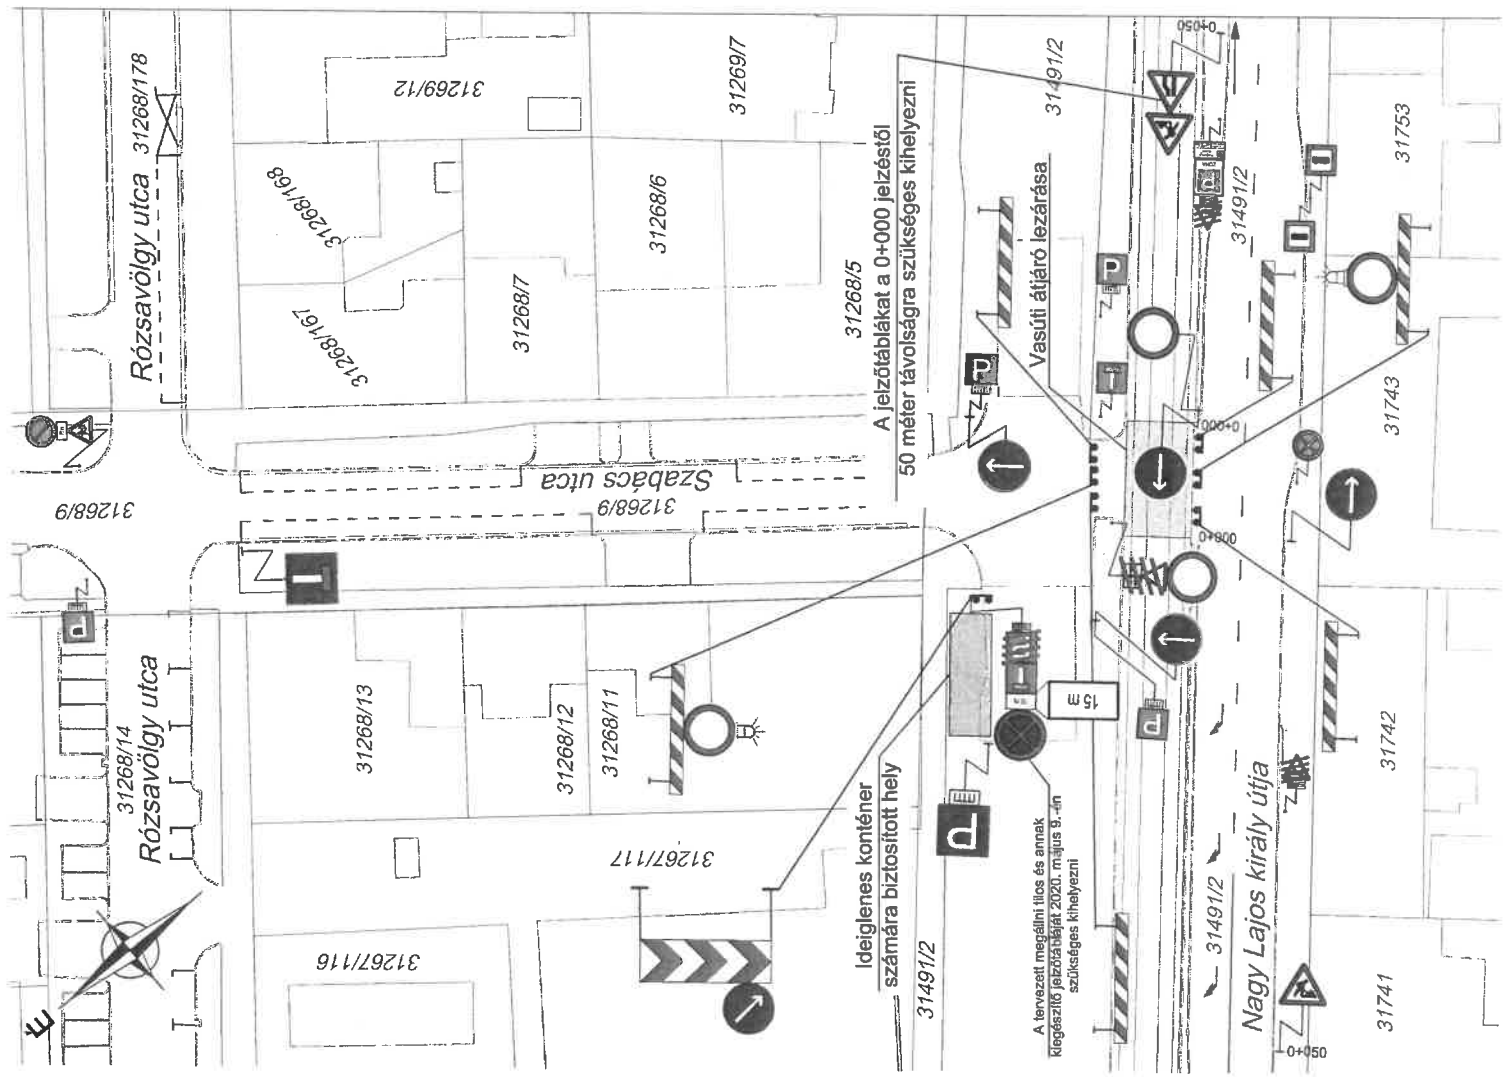 Rózsavölgy utca
31268/178
31269/12
31269/7
31268/168
31268/167
31268/7
31268/6
31268/5
A jelzőtáblákat a 0+000 jelzéstől
50 méter távolságra szükséges kihelyezni
31491/2
Vasúti átjáró lezárása
31491/2
31753
31743
0+050
0+000
0+000
P
P
P
31268/9
Szabács utca
31268/9
Rózsavölgy utca
31268/14
31268/13
31268/12
31268/11
31267/117
31267/116
Ideiglenes konténer
számára biztosított hely
15 m
A tervezett megállni tilos és annak
kiegészítő jelzőtábláját 2020. május 9.-én
szükséges kihelyezni
31491/2
31491/2
Nagy Lajos király útja
31742
31741
0+050
É